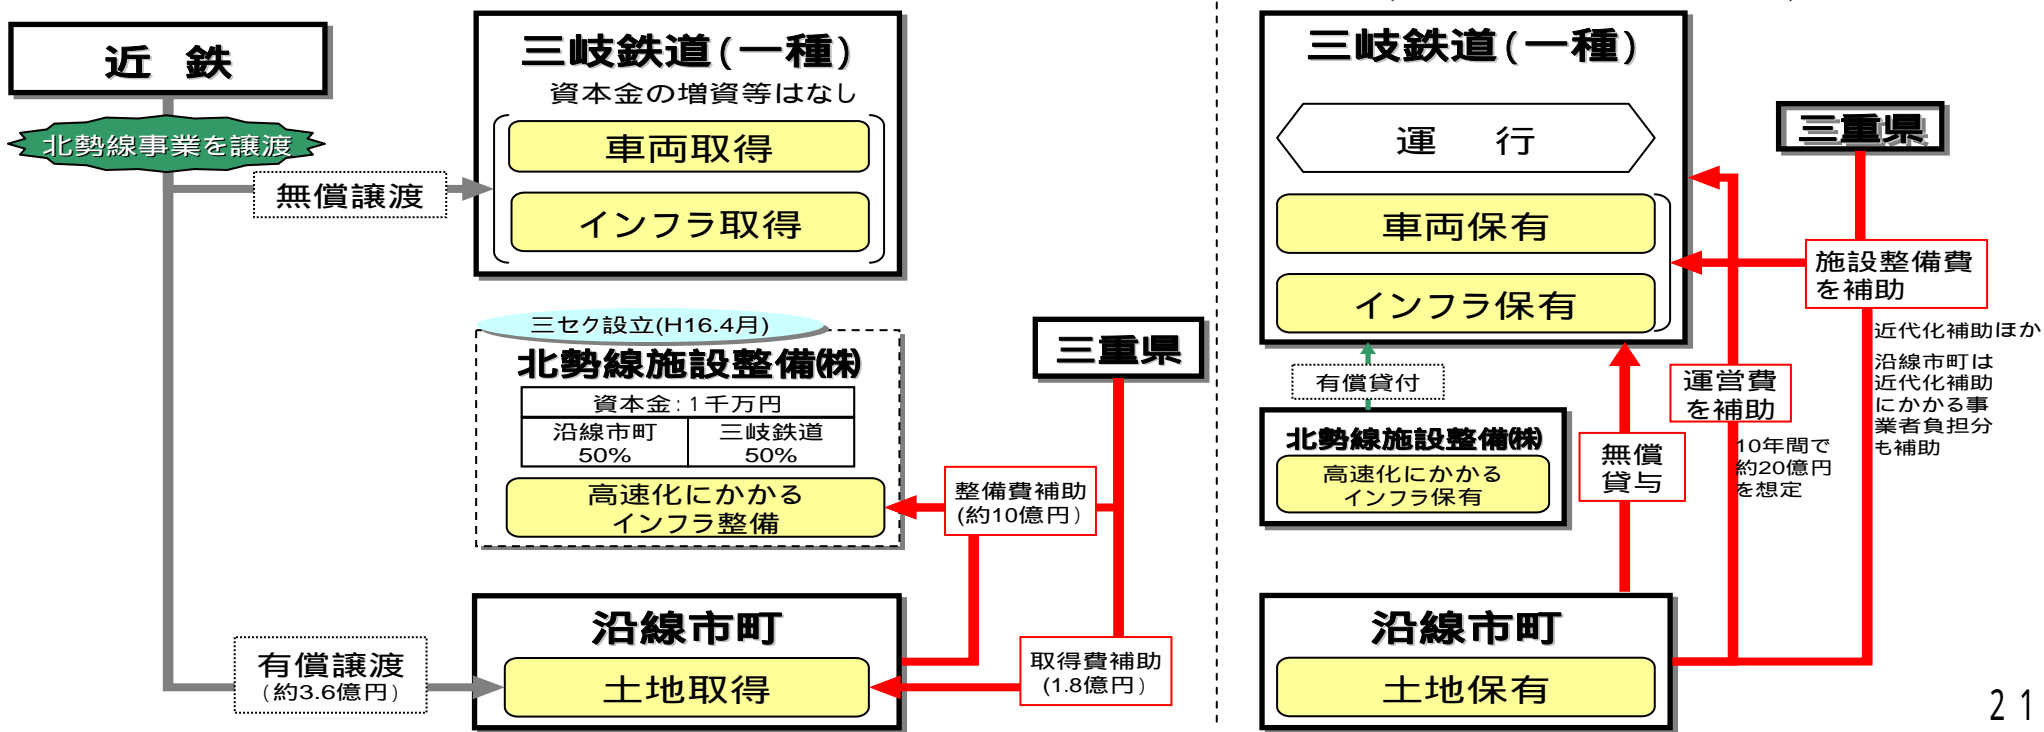 近 鉄
北勢線事業を譲渡
無償譲渡
有償譲渡
(約3.6億円)
三岐鉄道(一種)
資本金の増資等はなし
車両取得
インフラ取得
三セク設立(H16.4月)
北勢線施設整備㈱
資本金:1千万円
沿線市町
50%
三岐鉄道
50%
高速化にかかる
インフラ整備
三重県
整備費補助
(約10億円)
沿線市町
土地取得
取得費補助
(1.8億円)
三岐鉄道(一種)
運 行
車両保有
インフラ保有
三重県
施設整備費
を補助
近代化補助ほか
沿線市町は
近代化補助
にかかる事
業者負担分
も補助
有償貸付
北勢線施設整備㈱
高速化にかかる
インフラ保有
無償
貸与
運営費
を補助
10年間で
約20億円
を想定
沿線市町
土地保有
21